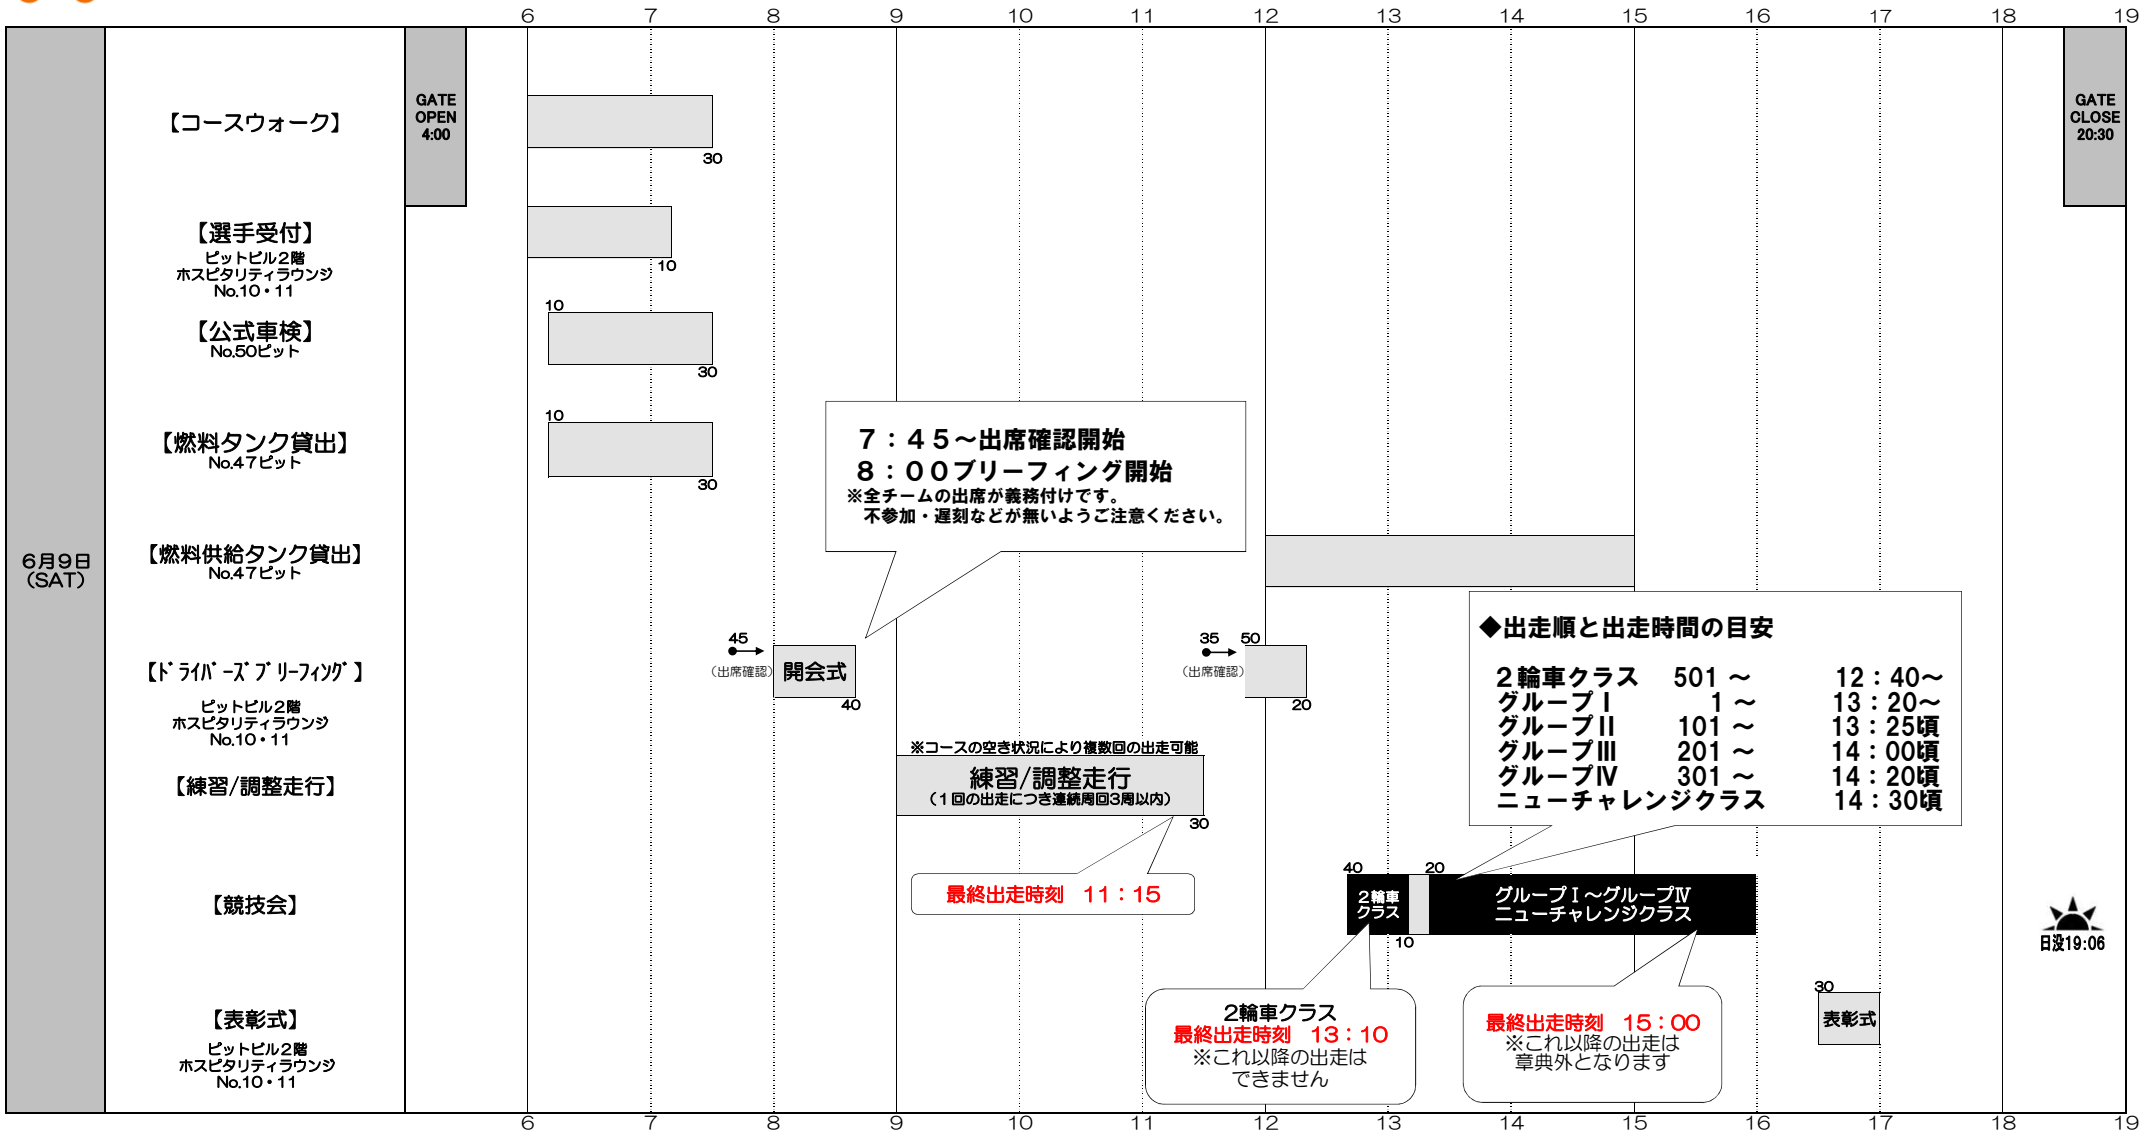 6 7 8 9 10 11 12 13 14 15 16 17 18 19
6月9日
(SAT)
GATE
OPEN
4:00
GATE
CLOSE
20:30
【コースウォーク】
30
【選手受付】
ピットビル2階
ホスピタリティラウンジ
No.10・11
10
【公式車検】
No.50ピット
10
30
【燃料タンク貸出】
No.47ピット
10
30
7：45～出席確認開始
8：00ブリーフィング開始
※全チームの出席が義務付けです。
不参加・遅刻などが無いようご注意ください。
【燃料供給タンク貸出】
No.47ピット
【ﾄﾞﾗｲﾊﾞｰｽﾞﾌﾞﾘｰﾌｨﾝｸﾞ】
ピットビル2階
ホスピタリティラウンジ
No.10・11
45
（出席確認）
開会式
40
35
50
（出席確認）
20
◆出走順と出走時間の目安
2輪車クラス 501～ 12：40～
グループⅠ 1～ 13：20～
グループⅡ 101～ 13：25頃
グループⅢ 201～ 14：00頃
グループⅣ 301～ 14：20頃
ニューチャレンジクラス 14：30頃
【練習/調整走行】
※コースの空き状況により複数回の出走可能
練習/調整走行
（1回の出走につき連続周回3周以内）
30
最終出走時刻 11：15
【競技会】
40
2輪車
クラス
10
20
グループⅠ～グループⅣ
ニューチャレンジクラス
日没19:06
2輪車クラス
最終出走時刻 13：10
※これ以降の出走は
できません
最終出走時刻 15：00
※これ以降の出走は
章典外となります
【表彰式】
ピットビル2階
ホスピタリティラウンジ
No.10・11
30
表彰式
6 7 8 9 10 11 12 13 14 15 16 17 18 19